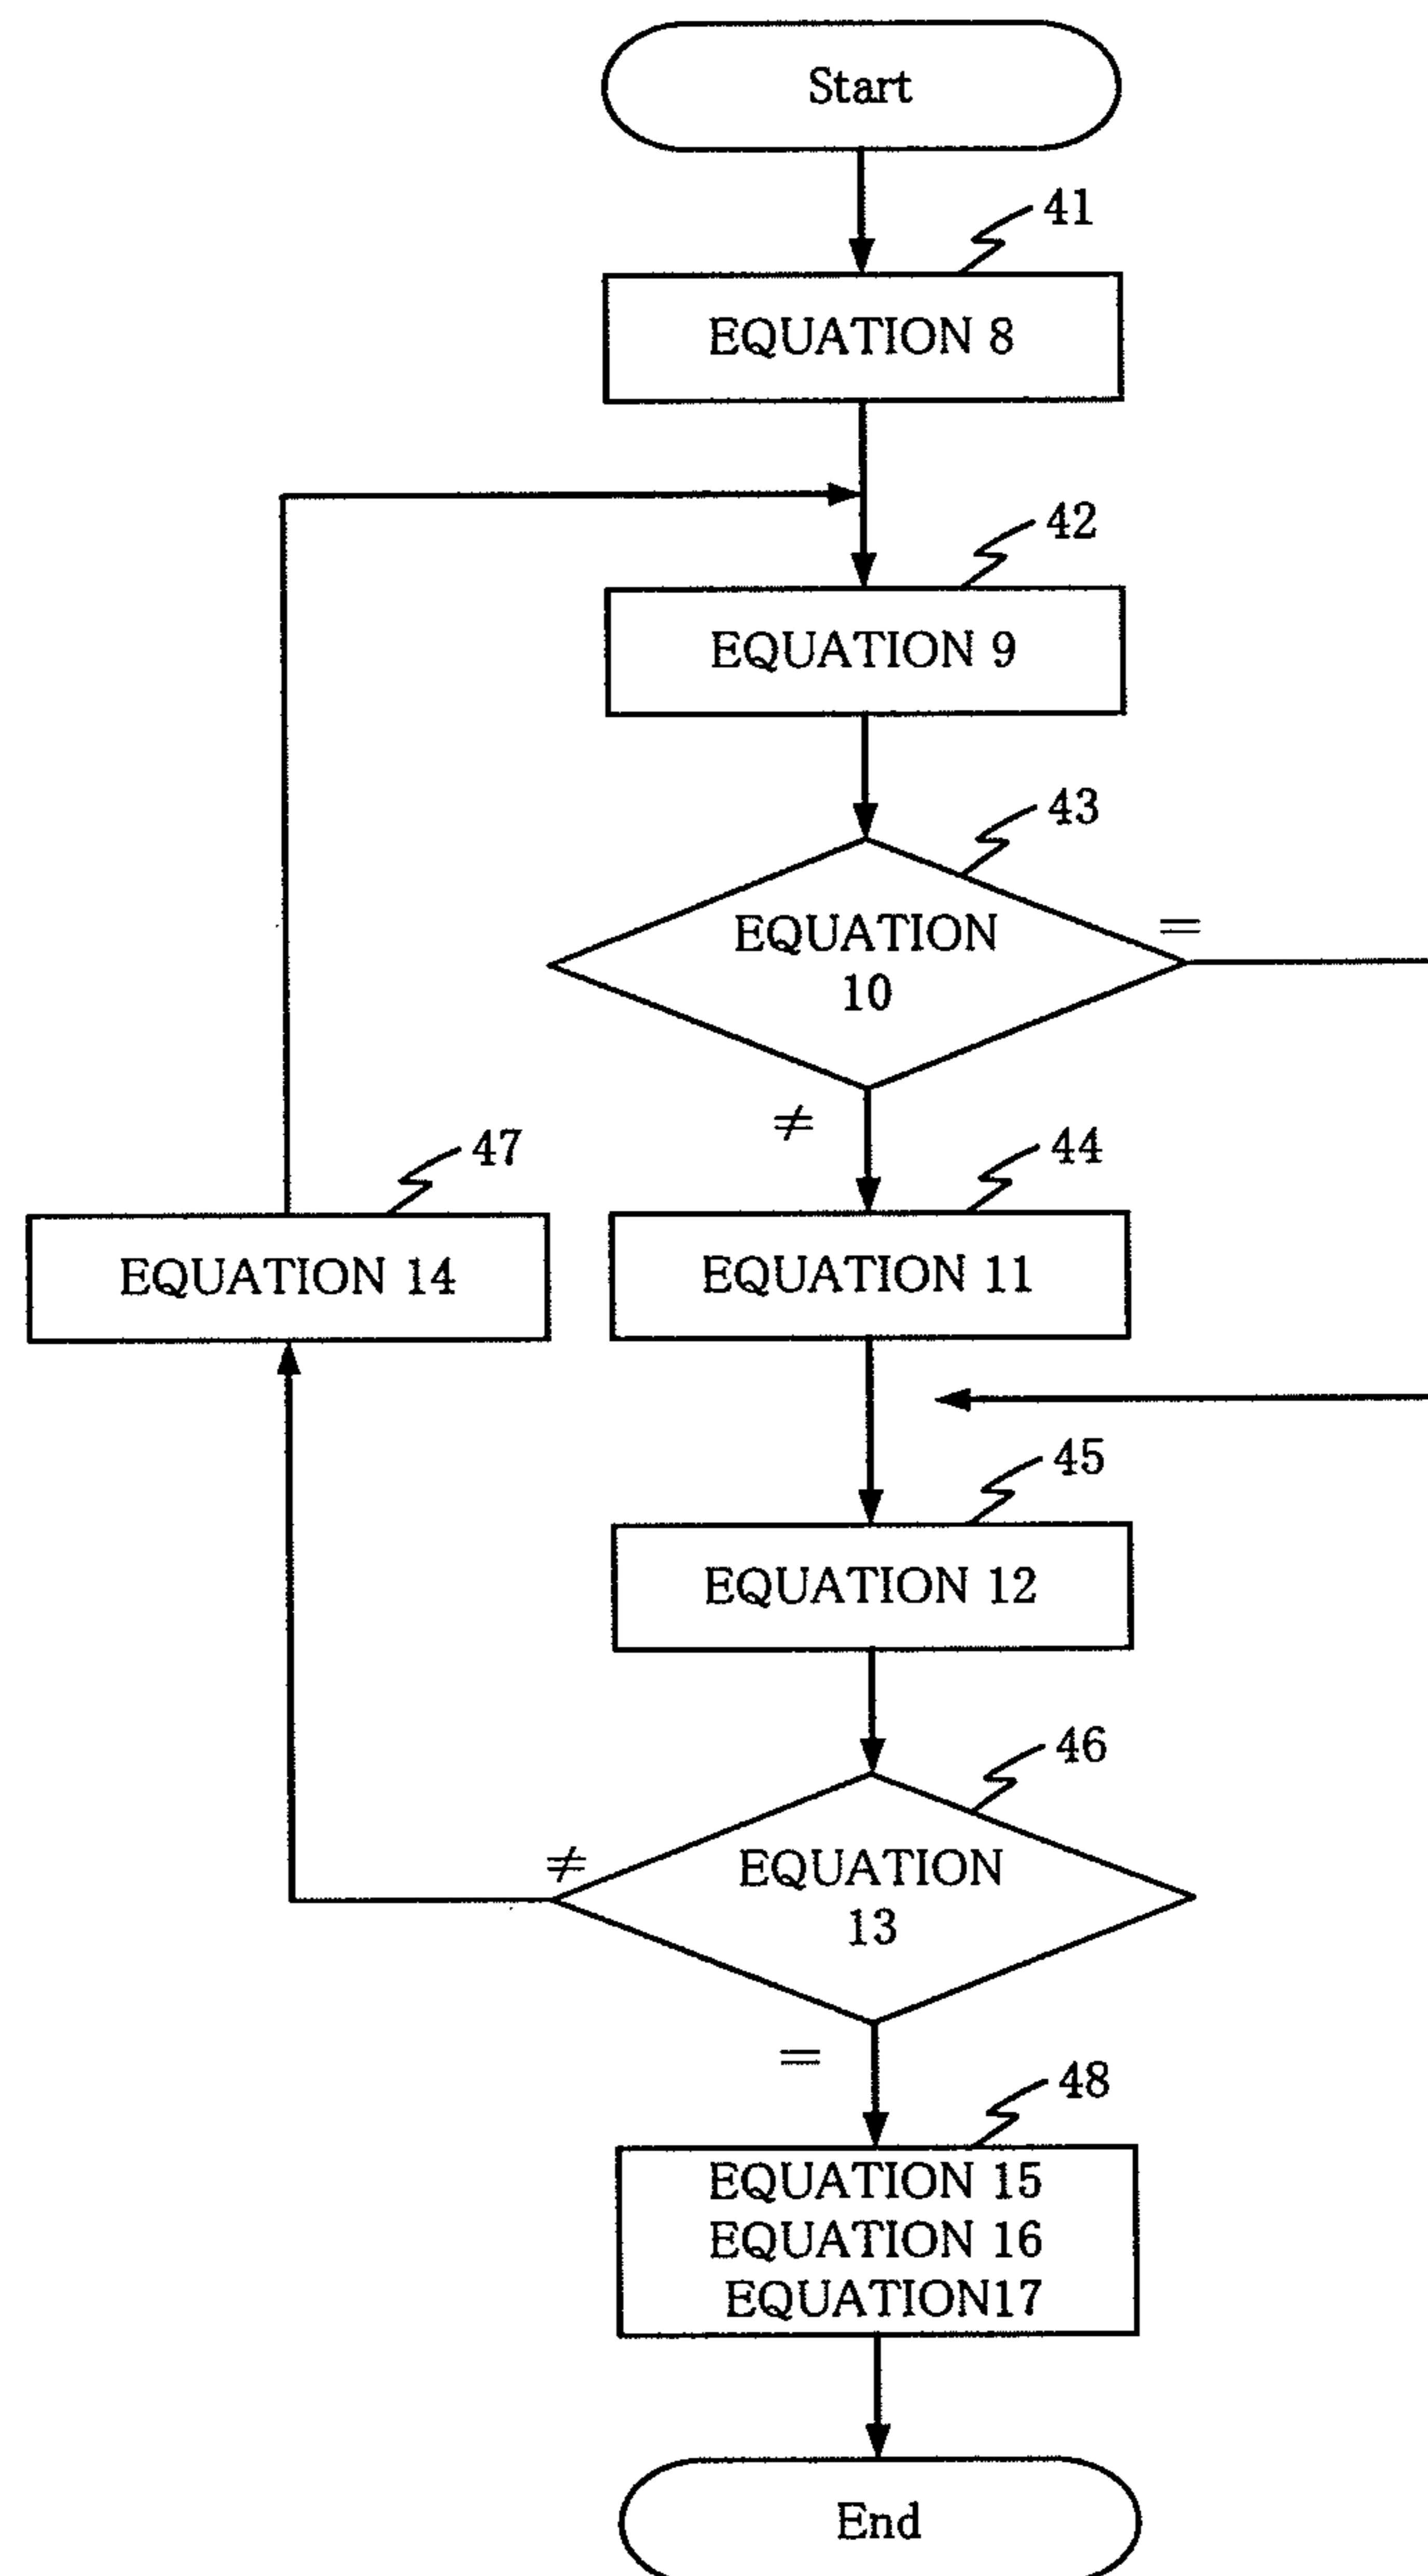 Start
41
EQUATION 8
42
EQUATION 9
43
EQUATION
10
=
≠
44
47
EQUATION 11
EQUATION 14
45
EQUATION 12
46
EQUATION
13
≠
=
48
EQUATION 15
EQUATION 16
EQUATION17
End